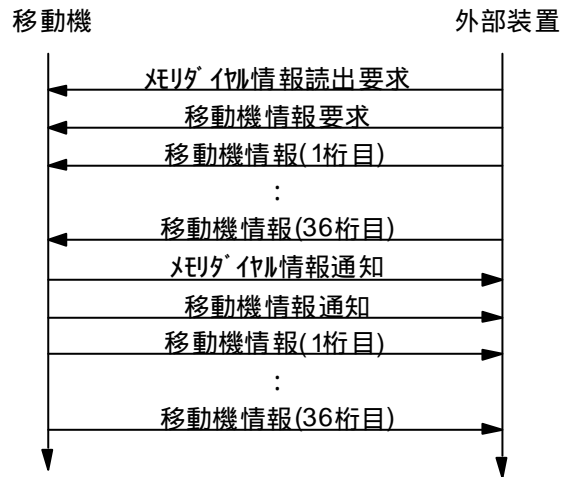 移動機 外部装置
ﾒﾓﾘﾀﾞｲﾔﾙ情報読出要求
移動機情報要求
移動機情報(1桁目)
:
移動機情報(36桁目)
ﾒﾓﾘﾀﾞｲﾔﾙ情報通知
移動機情報通知
移動機情報(1桁目)
:
移動機情報(36桁目)